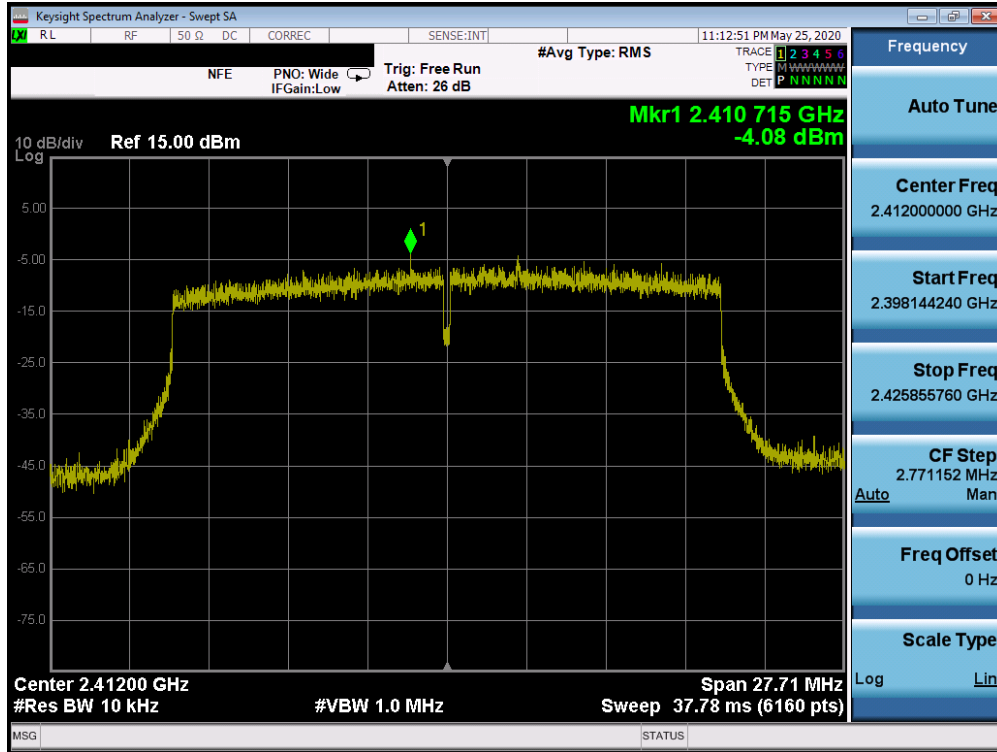 Keysight Spectrum Analyzer - Swept SA
LXI RL RF 50 Ω DC CORREC SENSE:INT 11:12:51 PM May 25, 2020
#Avg Type: RMS TRACE 1 2 3 4 5 6
NFE PNO: Wide Trig: Free Run TYPE M W W W W W
IFGain:Low Atten: 26 dB DET P N N N N N
Mkr1 2.410 715 GHz
-4.08 dBm
10 dB/div Ref 15.00 dBm
Log
1
5.00
-5.00
-15.0
-25.0
-35.0
-45.0
-55.0
-65.0
-75.0
Center 2.41200 GHz Span 27.71 MHz
#Res BW 10 kHz #VBW 1.0 MHz Sweep 37.78 ms (6160 pts)
MSG STATUS
Frequency
Auto Tune
Center Freq
2.412000000 GHz
Start Freq
2.398144240 GHz
Stop Freq
2.425855760 GHz
CF Step
2.771152 MHz
Auto Man
Freq Offset
0 Hz
Scale Type
Log Lin